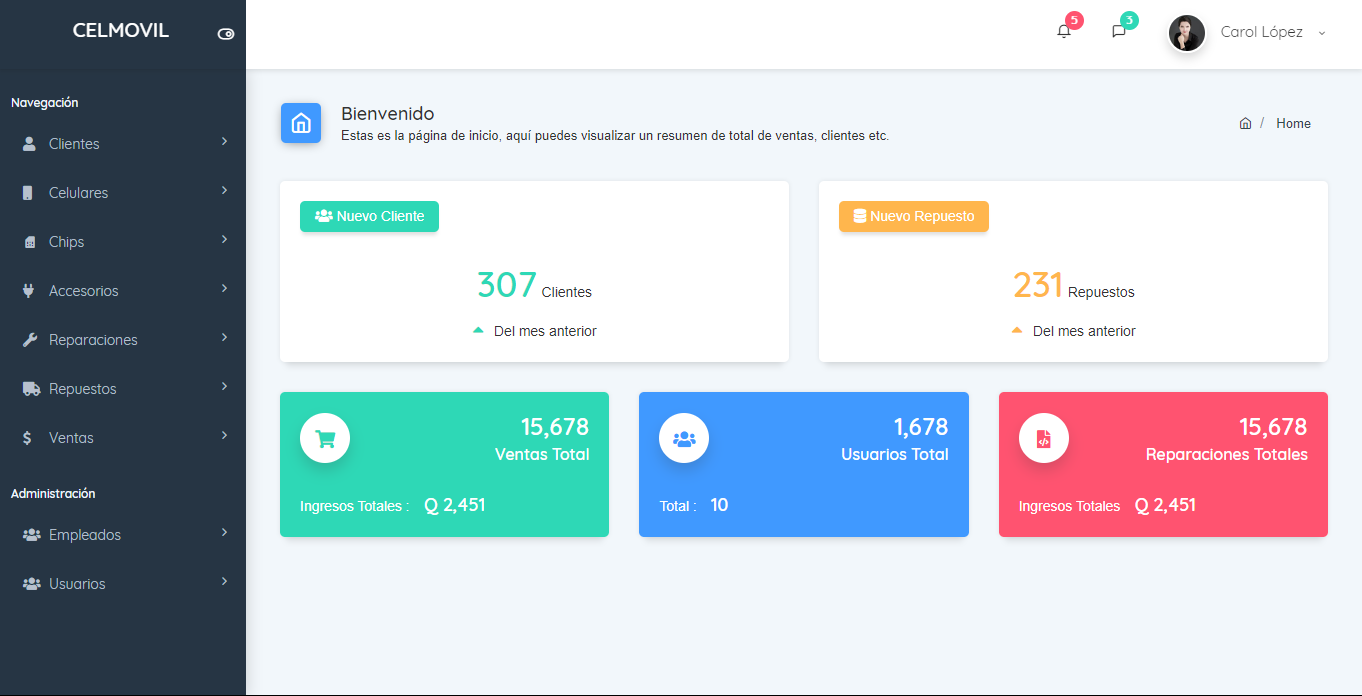 CELMOVIL
5
3
Carol López
Navegación
Clientes
Celulares
Chips
Accesorios
Reparaciones
Repuestos
Ventas
Administración
Empleados
Usuarios
Bienvenido
Estas es la página de inicio, aquí puedes visualizar un resumen de total de ventas, clientes etc.
/ Home
Nuevo Cliente
307 Clientes
Del mes anterior
Nuevo Repuesto
231 Repuestos
Del mes anterior
15,678
Ventas Total
Ingresos Totales : Q 2,451
1,678
Usuarios Total
Total : 10
15,678
Reparaciones Totales
Ingresos Totales Q 2,451